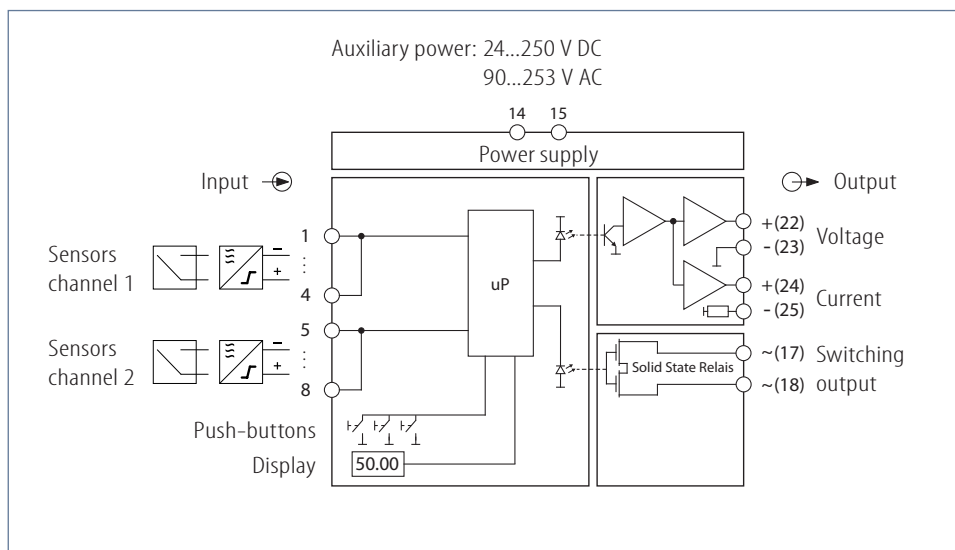 Auxiliary power: 24...250 V DC
90...253 V AC
14 15
Power supply
Input
Output
1
Sensors
channel 1
4
5
Sensors
channel 2
8
uP
+(22)
-(23)
Voltage
+(24)
-(25)
Current
Solid State Relais
~(17) Switching
~(18) output
Push-buttons
Display
50.00